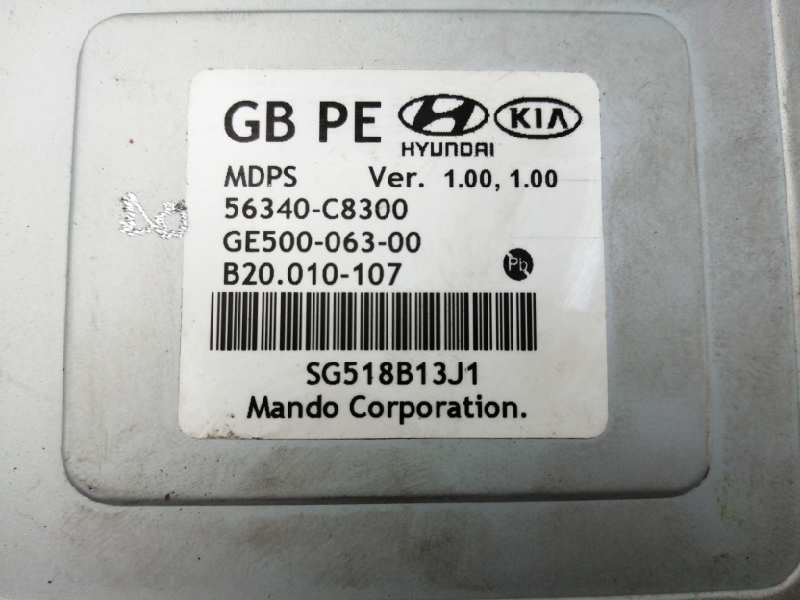 GB PE HYUNDAI KIA
MDPS Ver. 1.00, 1.00
56340-C8300
GE500-063-00
B20.010-107 Pb
SG518B13J1
Mando Corporation.